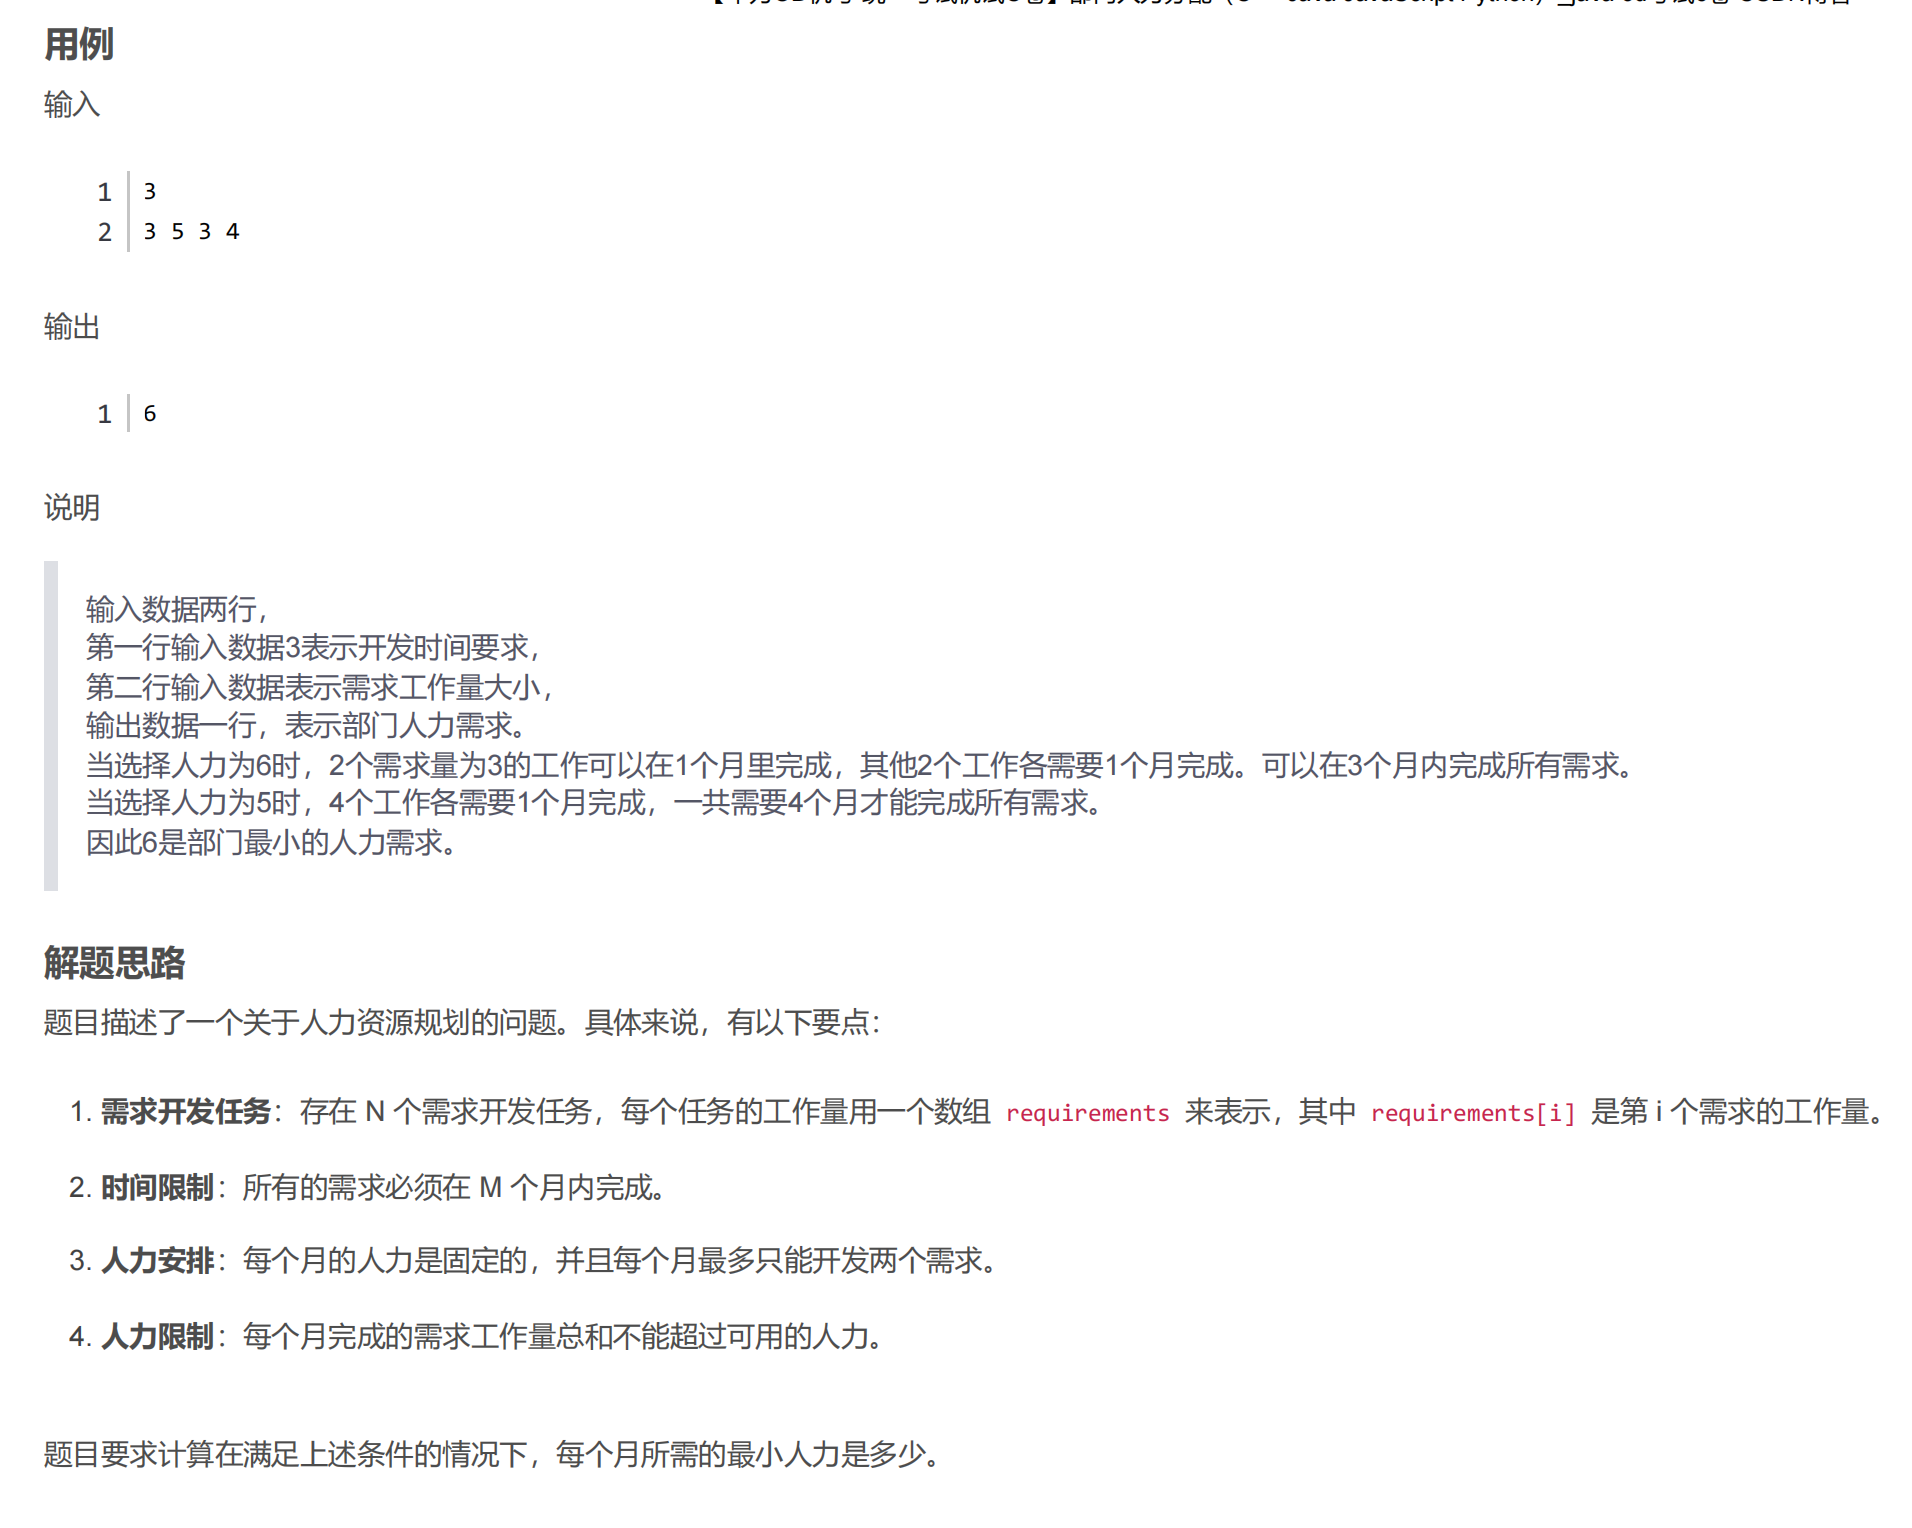 用例
输入
1 3
2 3 5 3 4
输出
1 6
说明
输入数据两行，
第一行输入数据3表示开发时间要求，
第二行输入数据表示需求工作量大小，
输出数据一行，表示部门人力需求。
当选择人力为6时，2个需求量为3的工作可以在1个月里完成，其他2个工作各需要1个月完成。可以在3个月内完成所有需求。
当选择人力为5时，4个工作各需要1个月完成，一共需要4个月才能完成所有需求。
因此6是部门最小的人力需求。
解题思路
题目描述了一个关于人力资源规划的问题。具体来说，有以下要点：
1. 需求开发任务：存在 N 个需求开发任务，每个任务的工作量用一个数组 requirements 来表示，其中 requirements[i] 是第 i 个需求的工作量。
2. 时间限制：所有的需求必须在 M 个月内完成。
3. 人力安排：每个月的人力是固定的，并且每个月最多只能开发两个需求。
4. 人力限制：每个月完成的需求工作量总和不能超过可用的人力。
题目要求计算在满足上述条件的情况下，每个月所需的最小人力是多少。